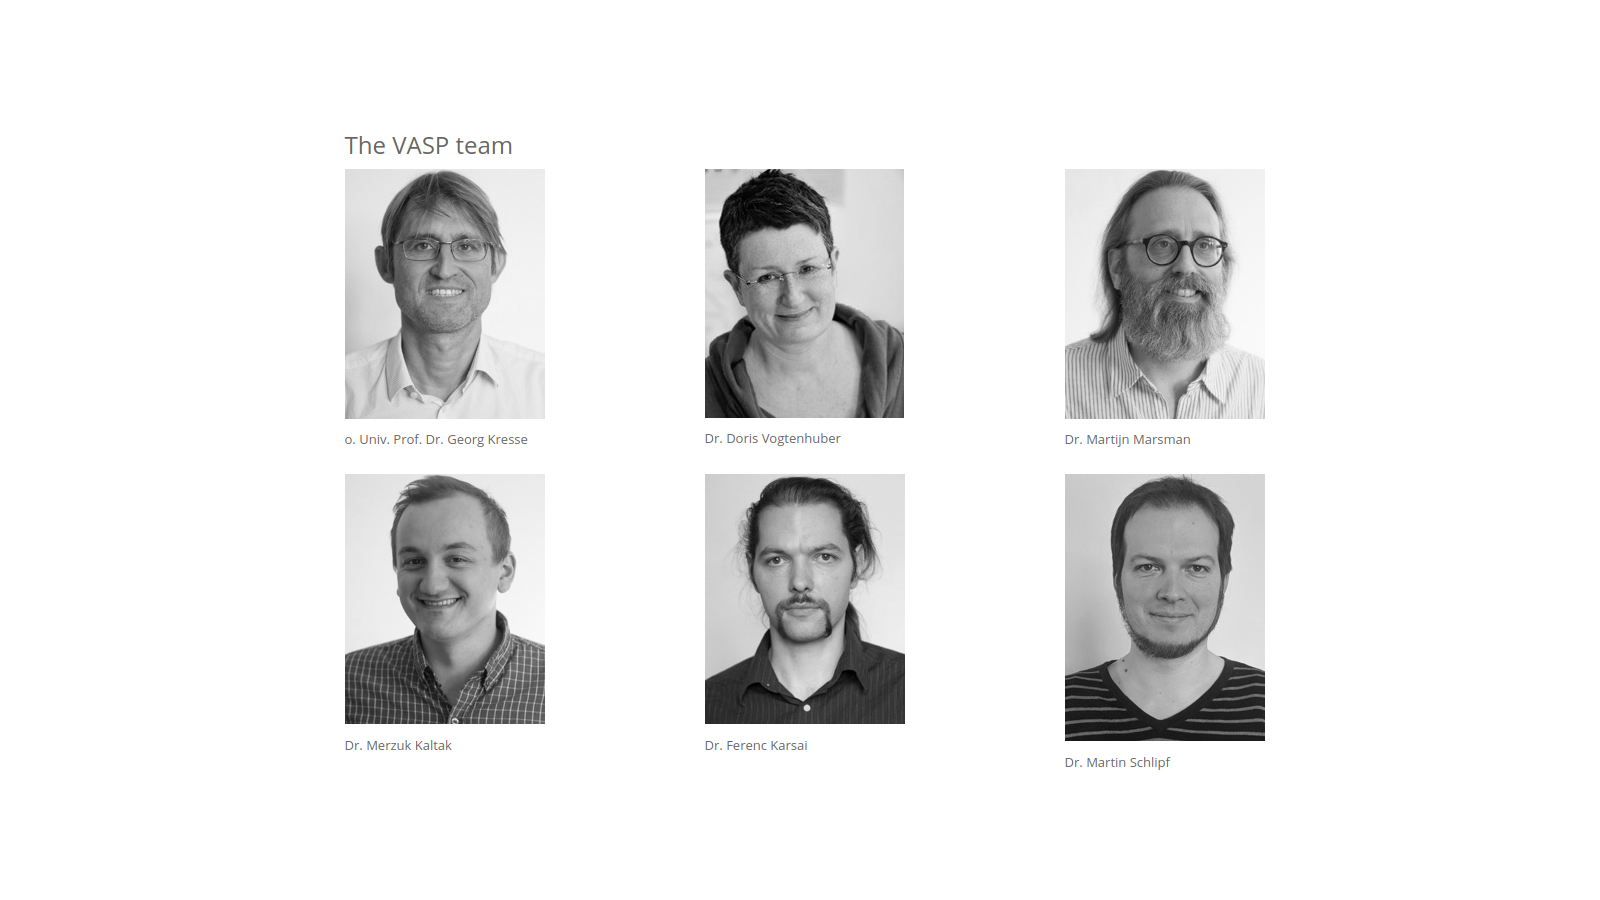 The VASP team
o. Univ. Prof. Dr. Georg Kresse
Dr. Doris Vogtenhuber
Dr. Martijn Marsman
Dr. Merzuk Kaltak
Dr. Ferenc Karsai
Dr. Martin Schlipf